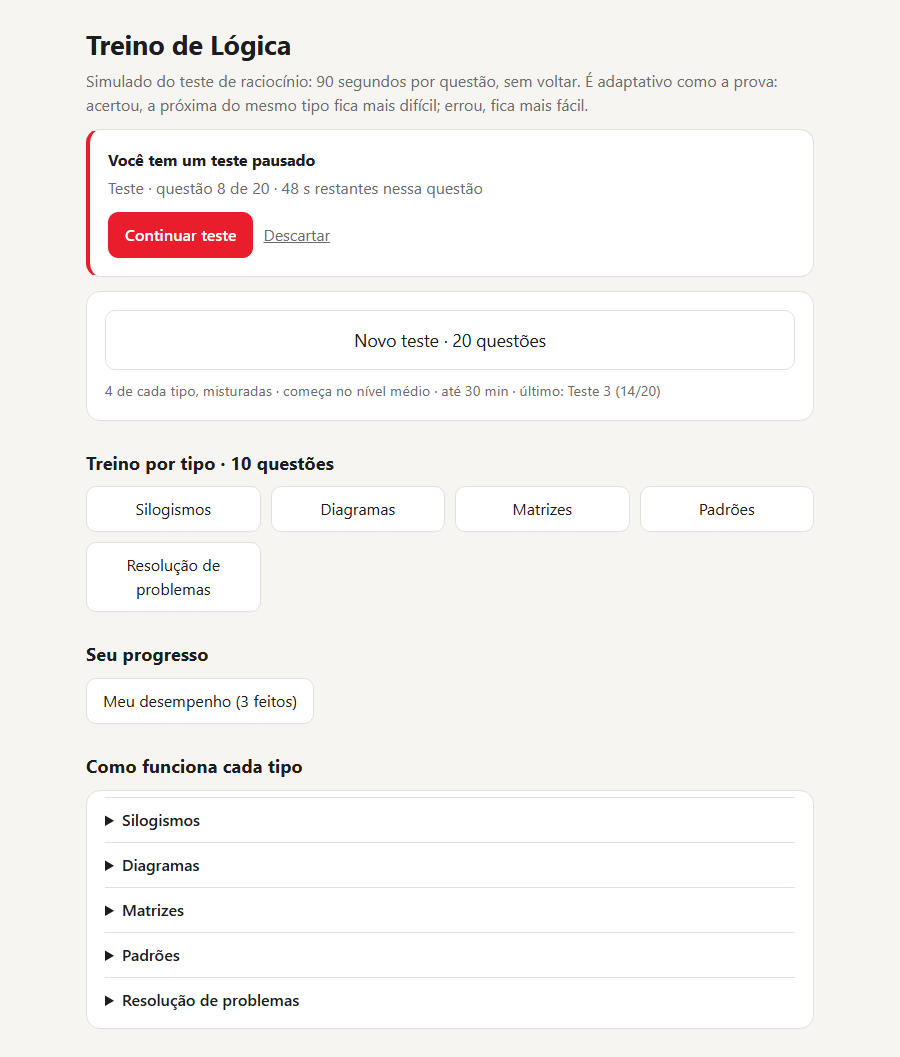 Treino de Lógica
Simulado do teste de raciocínio: 90 segundos por questão, sem voltar. É adaptativo como a prova:
acertou, a próxima do mesmo tipo fica mais difícil; errou, fica mais fácil.
Você tem um teste pausado
Teste · questão 8 de 20 · 48 s restantes nessa questão
Continuar teste Descartar
Novo teste · 20 questões
4 de cada tipo, misturadas · começa no nível médio · até 30 min · último: Teste 3 (14/20)
Treino por tipo · 10 questões
Silogismos Diagramas Matrizes Padrões
Resolução de
problemas
Seu progresso
Meu desempenho (3 feitos)
Como funciona cada tipo
Silogismos
Diagramas
Matrizes
Padrões
Resolução de problemas